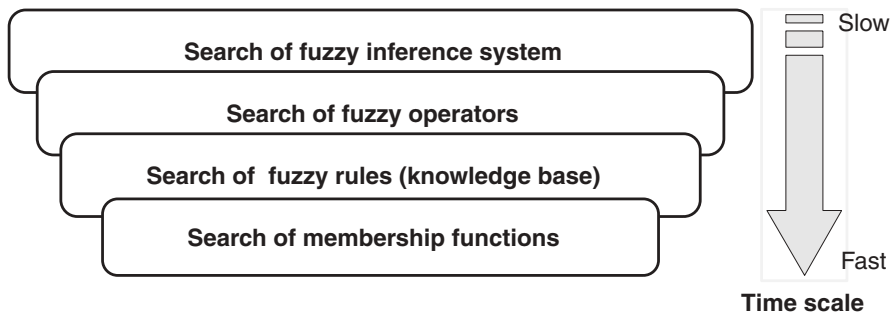 Search of fuzzy inference system
Slow
Search of fuzzy operators
Search of fuzzy rules (knowledge base)
Search of membership functions
Fast
Time scale